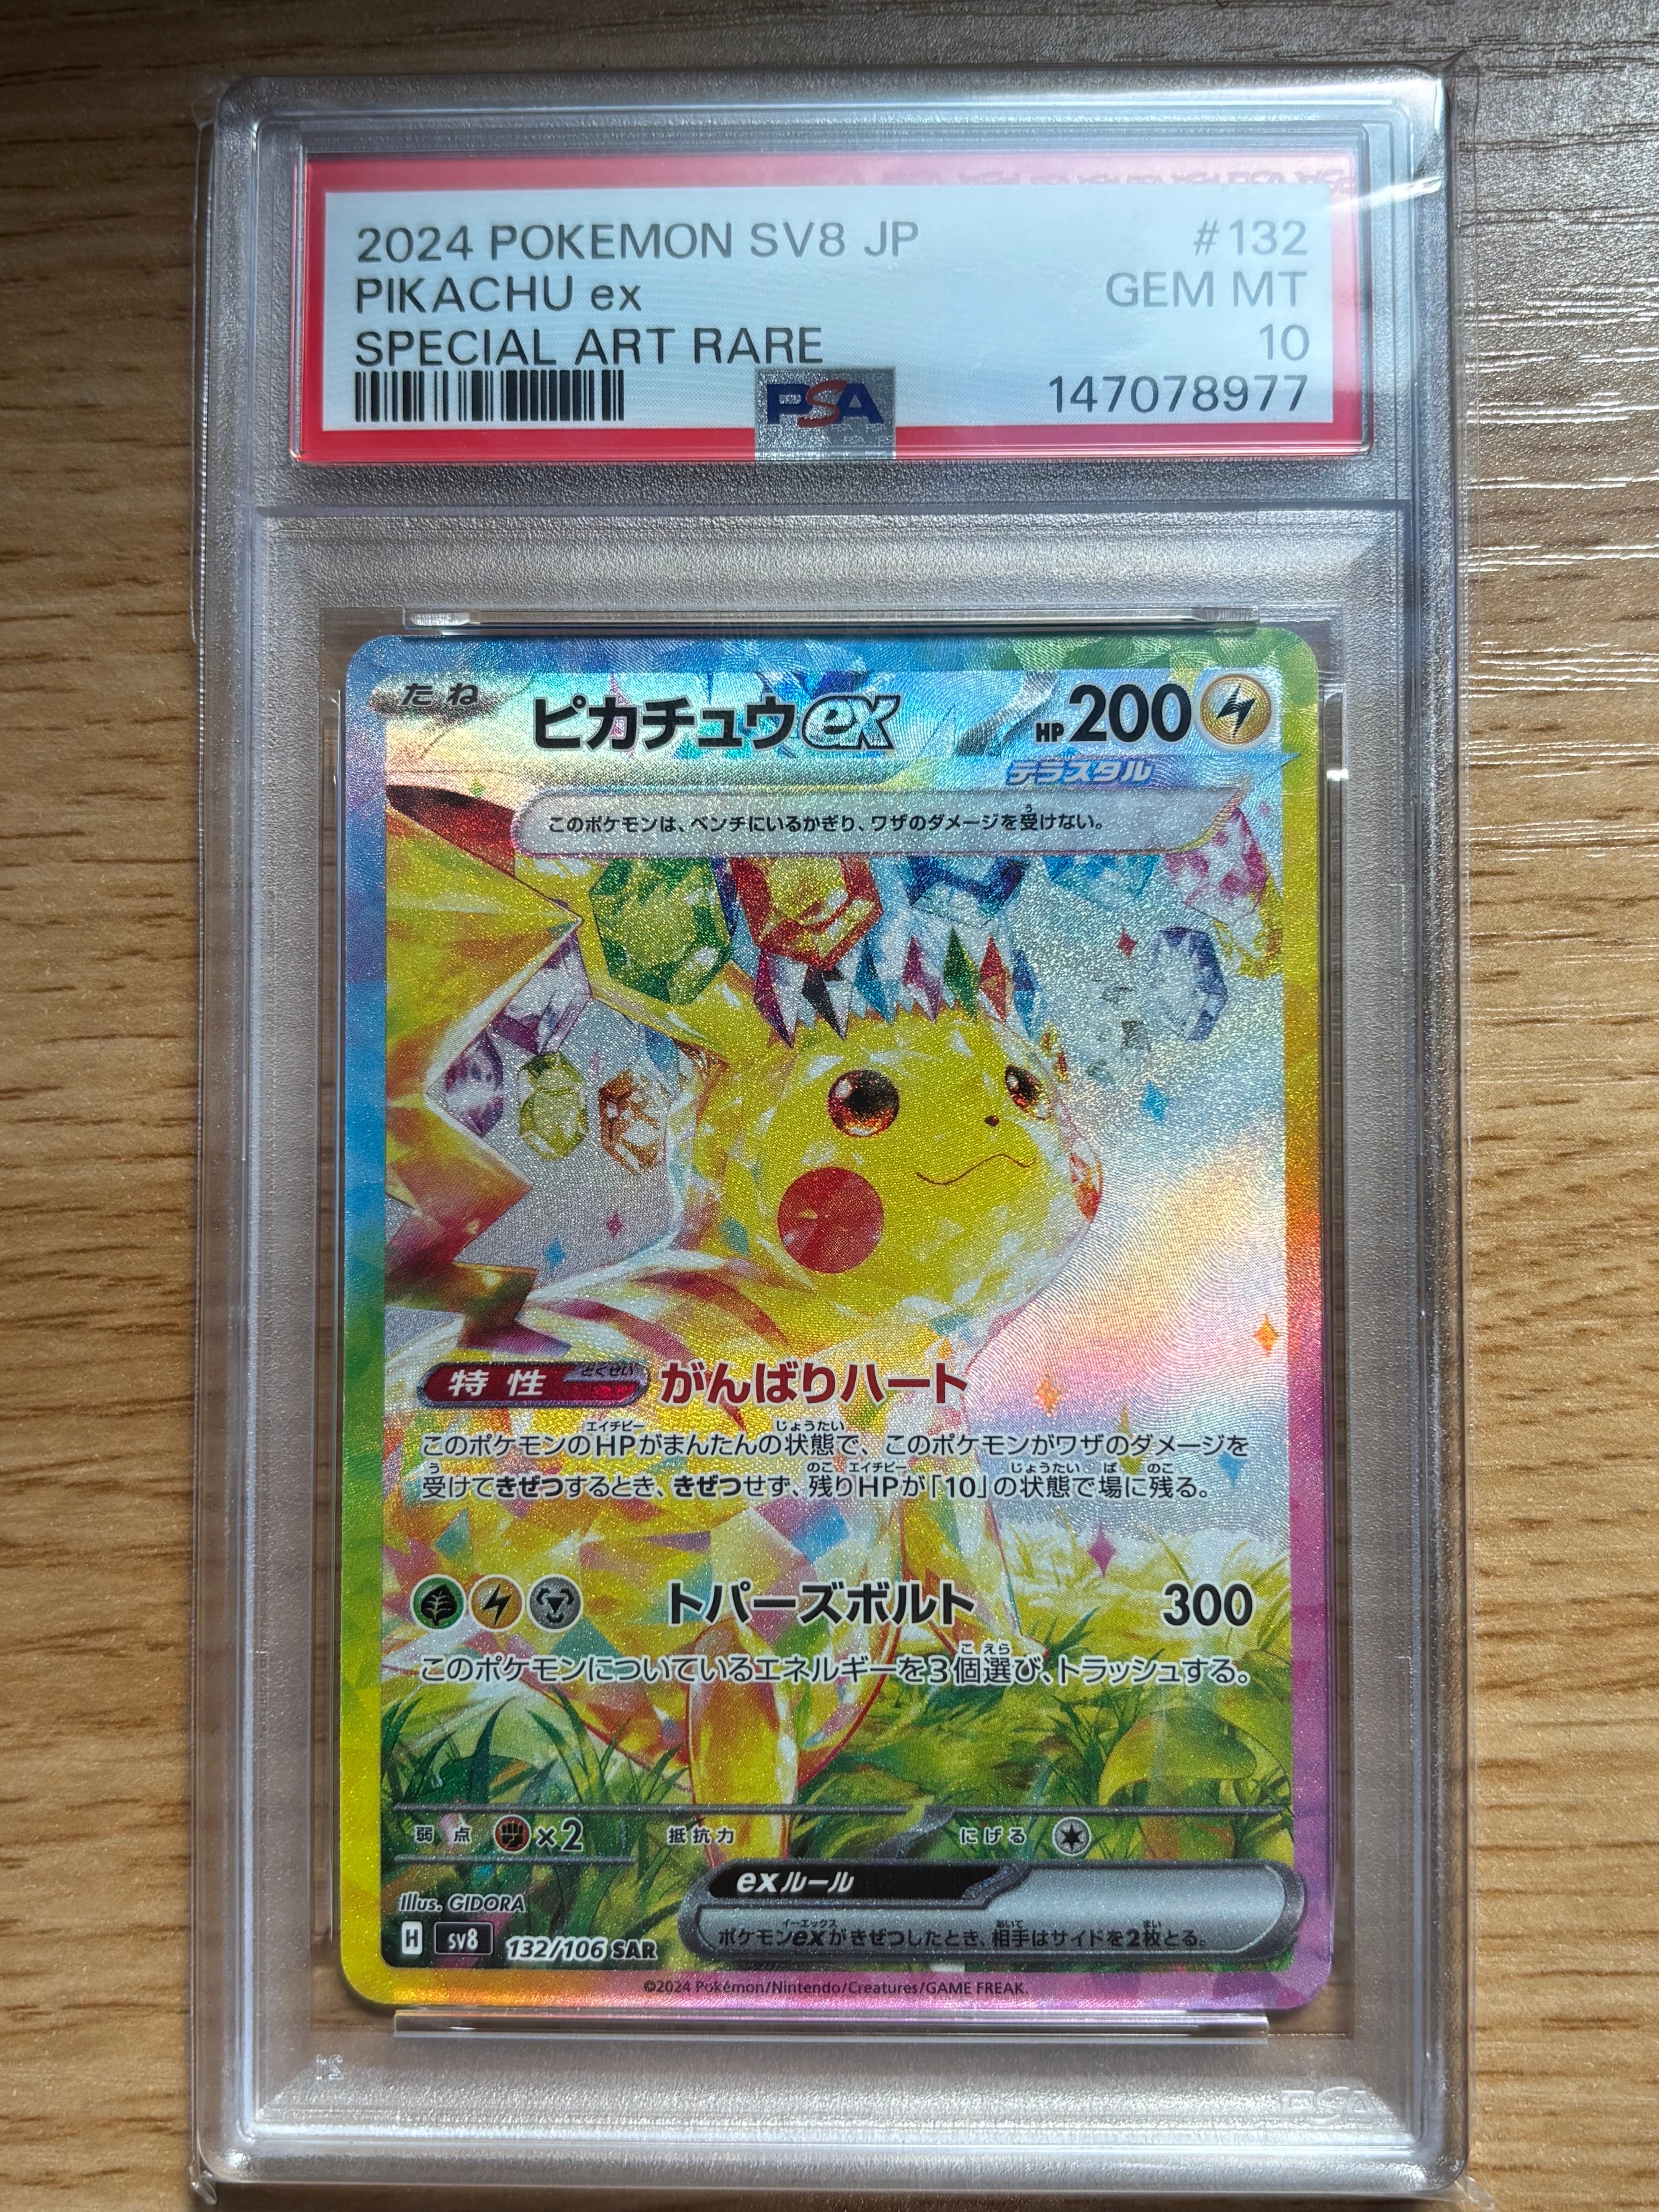 2024 POKEMON SV8 JP #132
PIKACHU ex GEM MT
SPECIAL ART RARE 10
PSA 147078977
たね ピカチュウex HP200
テラスタル
このポケモンは、ベンチにいるかぎり、ワザのダメージを受けない。
特性 とくせい がんばりハート
このポケモンのHPがまんたんの状態で、このポケモンがワザのダメージを
受けてきぜつするとき、きぜつせず、残りHPが「10」の状態で場に残る。
トパーズボルト 300
このポケモンについているエネルギーを3個選び、トラッシュする。
弱点 ×2 抵抗力 にげる
exルール
ポケモンexがきぜつしたとき、相手はサイドを2枚とる。
Illus. GIDORA
H sv8 132/106 SAR
©2024 Pokémon/Nintendo/Creatures/GAME FREAK.
PSA